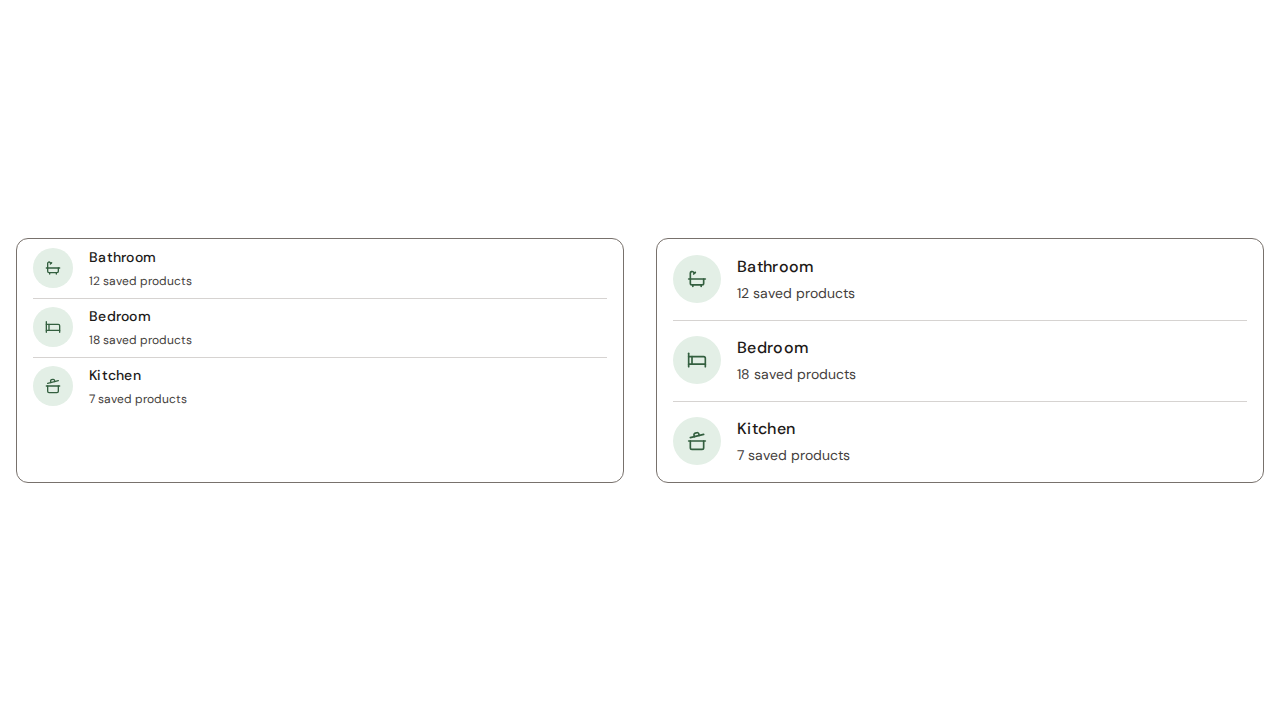 Bathroom
12 saved products
Bedroom
18 saved products
Kitchen
7 saved products
Bathroom
12 saved products
Bedroom
18 saved products
Kitchen
7 saved products